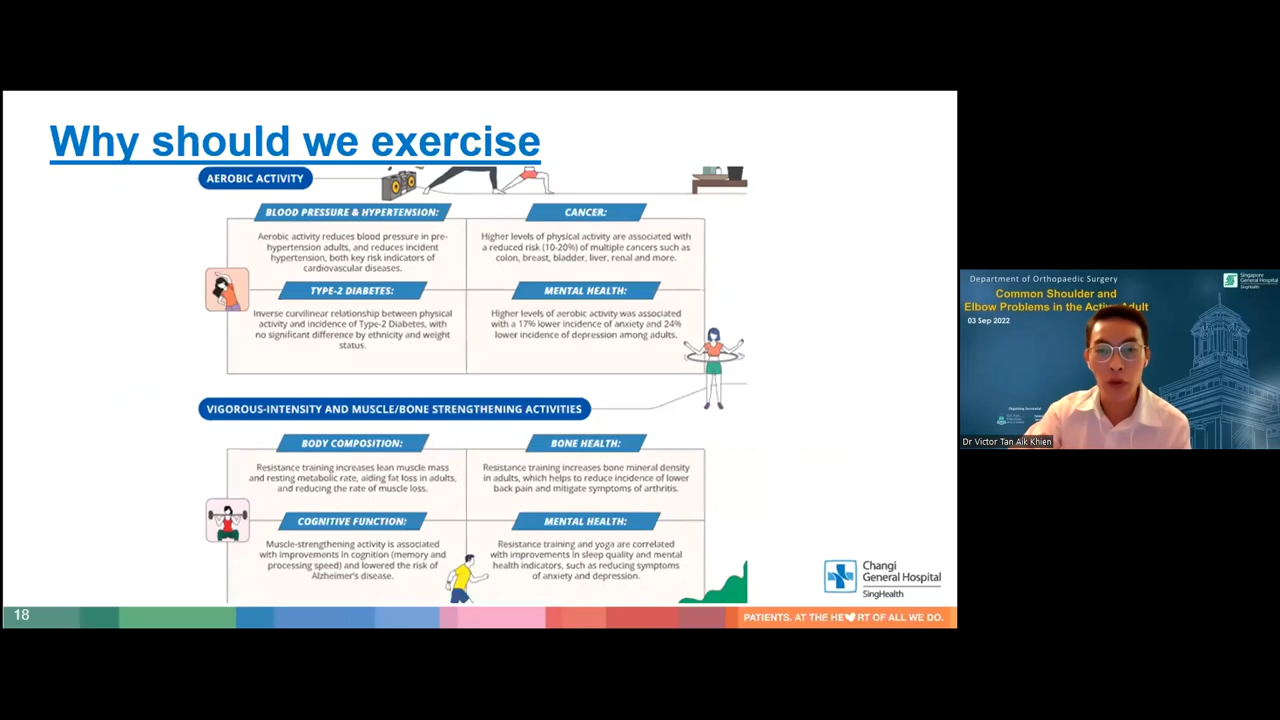 Why should we exercise
AEROBIC ACTIVITY
BLOOD PRESSURE & HYPERTENSION:
Aerobic activity reduces blood pressure in pre-
hypertension adults, and reduces incident
hypertension, both key risk indicators of
cardiovascular diseases.
CANCER:
Higher levels of physical activity are associated with
a reduced risk (10-20%) of multiple cancers such as
colon, breast, bladder, liver, renal and more.
TYPE-2 DIABETES:
Inverse curvilinear relationship between physical
activity and incidence of Type-2 Diabetes, with
no significant difference by ethnicity and weight
status.
MENTAL HEALTH:
Higher levels of aerobic activity was associated
with a 17% lower incidence of anxiety and 24%
lower incidence of depression among adults.
VIGOROUS-INTENSITY AND MUSCLE/BONE STRENGTHENING ACTIVITIES
BODY COMPOSITION:
Resistance training increases lean muscle mass
and resting metabolic rate, aiding fat loss in adults,
and reducing the rate of muscle loss.
BONE HEALTH:
Resistance training increases bone mineral density
in adults, which helps to reduce incidence of lower
back pain and mitigate symptoms of arthritis.
COGNITIVE FUNCTION:
Muscle-strengthening activity is associated
with improvements in cognition (memory and
processing speed) and lowered the risk of
Alzheimer's disease.
MENTAL HEALTH:
Resistance training and yoga are correlated
with improvements in sleep quality and mental
health indicators, such as reducing symptoms
of anxiety and depression.
Changi
General Hospital
SingHealth
18
PATIENTS. AT THE HE RT OF ALL WE DO.
Department of Orthopaedic Surgery
Singapore
General Hospital
SingHealth
Common Shoulder and
Elbow Problems in the Active Adult
03 Sep 2022
Dr Victor Tan Aik Khien